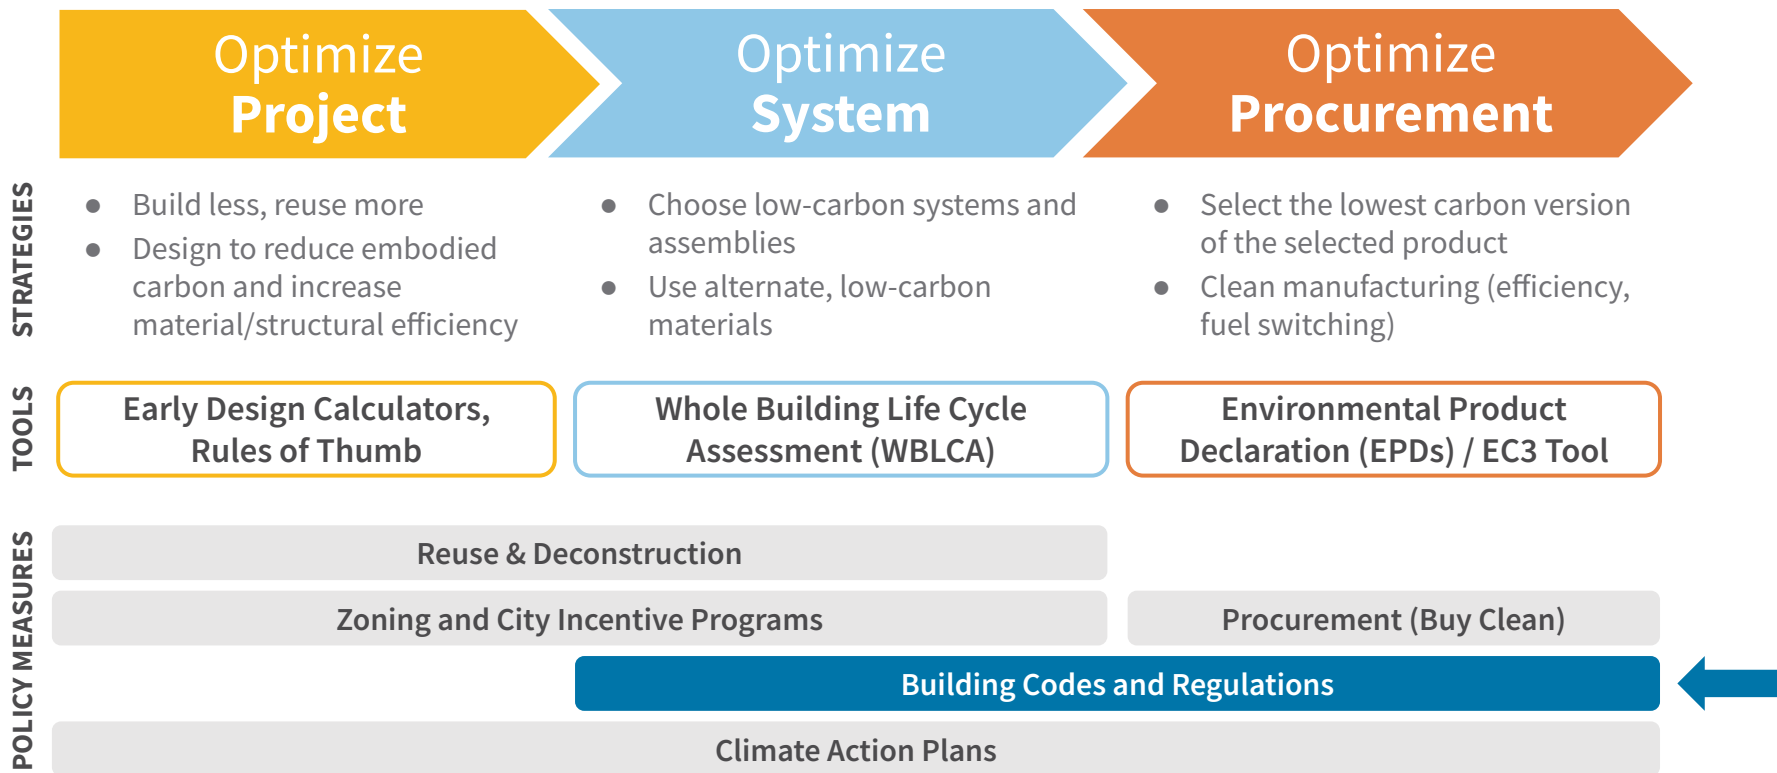 Optimize
Project
Optimize
System
Optimize
Procurement
STRATEGIES
● Build less, reuse more
● Design to reduce embodied
carbon and increase
material/structural efficiency
● Choose low-carbon systems and
assemblies
● Use alternate, low-carbon
materials
● Select the lowest carbon version
of the selected product
● Clean manufacturing (efficiency,
fuel switching)
TOOLS
Early Design Calculators,
Rules of Thumb
Whole Building Life Cycle
Assessment (WBLCA)
Environmental Product
Declaration (EPDs) / EC3 Tool
POLICY MEASURES
Reuse & Deconstruction
Zoning and City Incentive Programs
Procurement (Buy Clean)
Building Codes and Regulations
Climate Action Plans